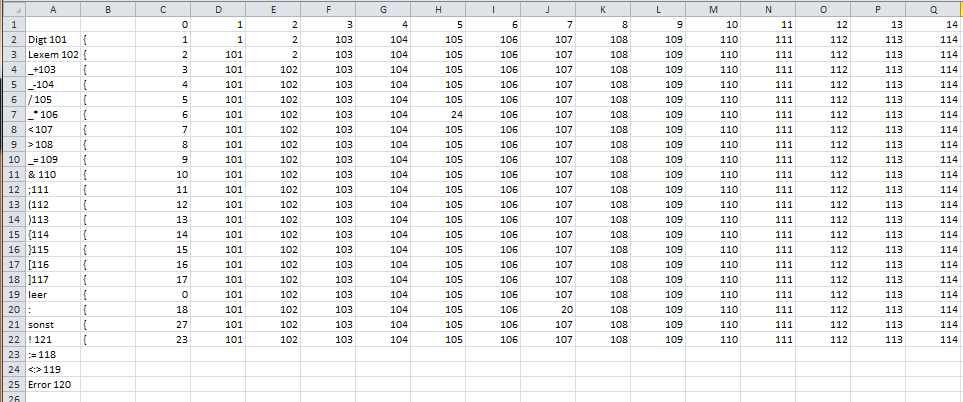 A B C D E F G H I J K L M N O P Q
1 0 1 2 3 4 5 6 7 8 9 10 11 12 13 14
2 Digt 101 { 1 1 2 103 104 105 106 107 108 109 110 111 112 113 114
3 Lexem 102 { 2 101 2 103 104 105 106 107 108 109 110 111 112 113 114
4 _+103 { 3 101 102 103 104 105 106 107 108 109 110 111 112 113 114
5 _-104 { 4 101 102 103 104 105 106 107 108 109 110 111 112 113 114
6 / 105 { 5 101 102 103 104 105 106 107 108 109 110 111 112 113 114
7 _* 106 { 6 101 102 103 104 24 106 107 108 109 110 111 112 113 114
8 < 107 { 7 101 102 103 104 105 106 107 108 109 110 111 112 113 114
9 > 108 { 8 101 102 103 104 105 106 107 108 109 110 111 112 113 114
10 _= 109 { 9 101 102 103 104 105 106 107 108 109 110 111 112 113 114
11 & 110 { 10 101 102 103 104 105 106 107 108 109 110 111 112 113 114
12 ;111 { 11 101 102 103 104 105 106 107 108 109 110 111 112 113 114
13 (112 { 12 101 102 103 104 105 106 107 108 109 110 111 112 113 114
14 )113 { 13 101 102 103 104 105 106 107 108 109 110 111 112 113 114
15 {114 { 14 101 102 103 104 105 106 107 108 109 110 111 112 113 114
16 }115 { 15 101 102 103 104 105 106 107 108 109 110 111 112 113 114
17 [116 { 16 101 102 103 104 105 106 107 108 109 110 111 112 113 114
18 ]117 { 17 101 102 103 104 105 106 107 108 109 110 111 112 113 114
19 leer { 0 101 102 103 104 105 106 107 108 109 110 111 112 113 114
20 : { 18 101 102 103 104 105 106 20 108 109 110 111 112 113 114
21 sonst { 27 101 102 103 104 105 106 107 108 109 110 111 112 113 114
22 ! 121 { 23 101 102 103 104 105 106 107 108 109 110 111 112 113 114
23 := 118
24 <:> 119
25 Error 120
26